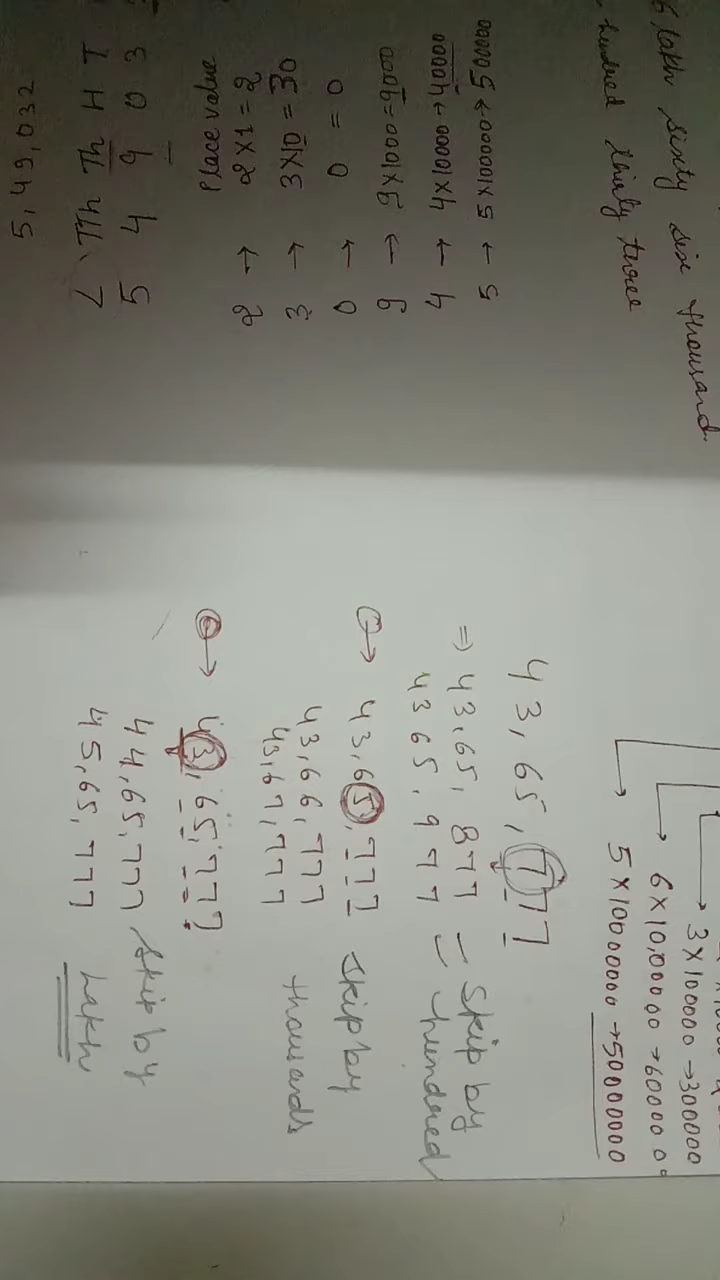 5,49,032
L T Th Th H T
5 4 9 0 3
Place value
2 → 2 x 1 = 2
3 → 3 x 10 = 30
0 → 0 = 0
9 → 9 x 1000 = 9000
4 → 4 x 10000 → 40000
5 → 5 x 100000 → 500000
6 lakh sixty six thousand.
hundred thirty three
3 x 100000 → 300000
6 x 10,00000 → 6000000
5 x 10000000 → 50000000
43,65,777
⇒ 43,65,877 = Skip by
43 65,977 hundred
→ 43,65,777 Skip by
43,66,777 thousands
43,67,777
→ 43,65,777
44,65,777 Skip by
45,65,777 lakh